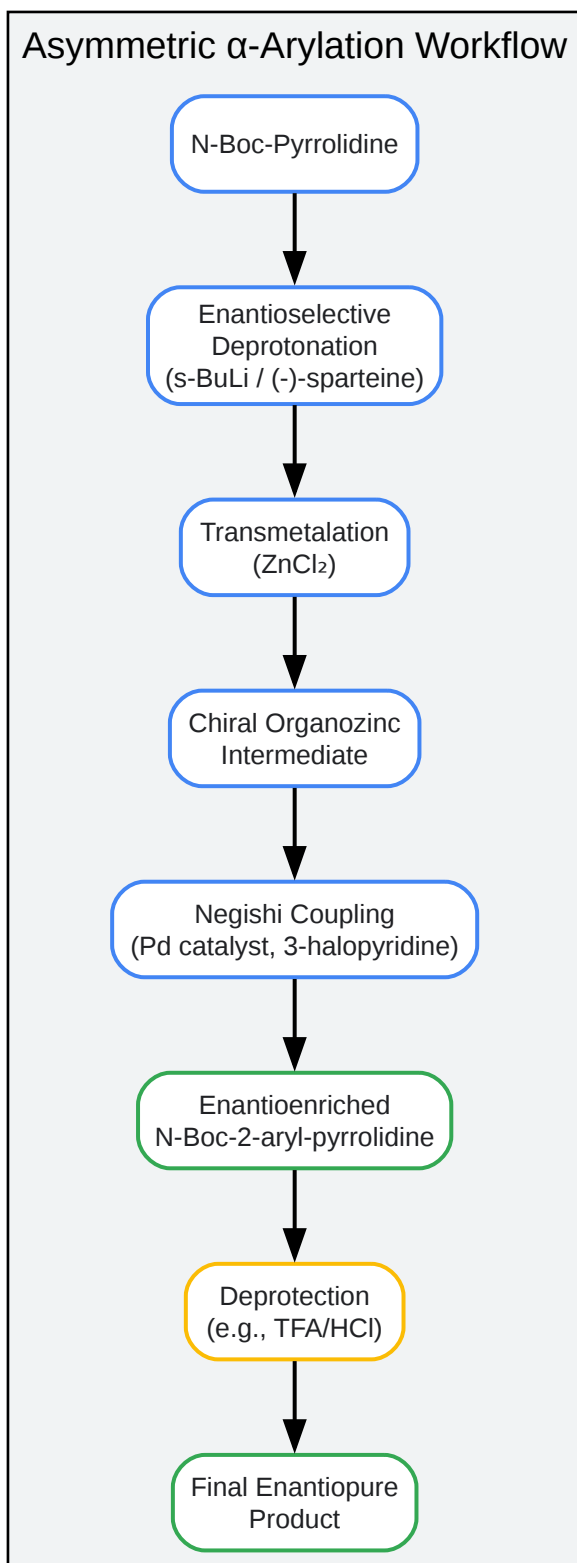 Asymmetric α-Arylation Workflow
N-Boc-Pyrrolidine
Enantioselective
Deprotonation
(s-BuLi / (-)-sparteine)
Transmetalation
(ZnCl₂)
Chiral Organozinc
Intermediate
Negishi Coupling
(Pd catalyst, 3-halopyridine)
Enantioenriched
N-Boc-2-aryl-pyrrolidine
Deprotection
(e.g., TFA/HCl)
Final Enantiopure
Product